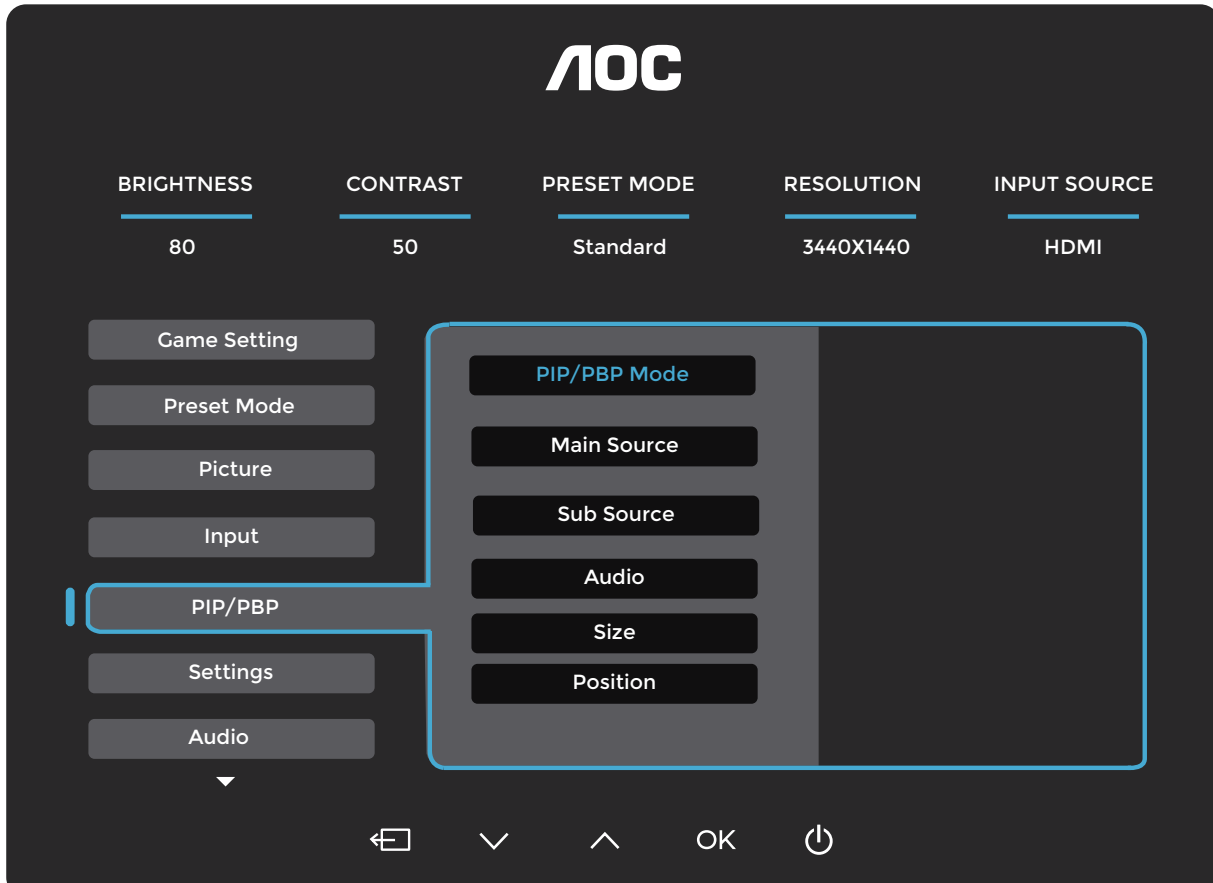 AOC
BRIGHTNESS CONTRAST PRESET MODE RESOLUTION INPUT SOURCE
80 50 Standard 3440X1440 HDMI
Game Setting
Preset Mode
Picture
Input
PIP/PBP
Settings
Audio
PIP/PBP Mode
Main Source
Sub Source
Audio
Size
Position
OK